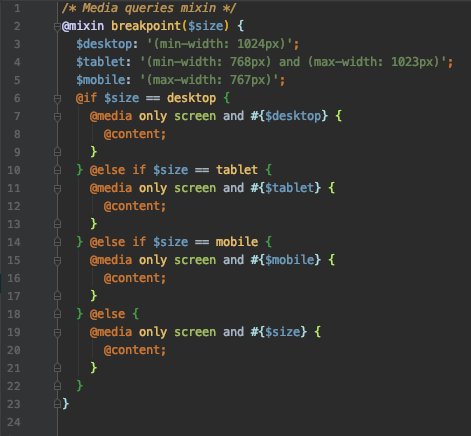 1 /* Media queries mixin */
2 @mixin breakpoint($size) {
3 $desktop: '(min-width: 1024px)';
4 $tablet: '(min-width: 768px) and (max-width: 1023px)';
5 $mobile: '(max-width: 767px)';
6 @if $size == desktop {
7 @media only screen and #{$desktop} {
8 @content;
9 }
10 } @else if $size == tablet {
11 @media only screen and #{$tablet} {
12 @content;
13 }
14 } @else if $size == mobile {
15 @media only screen and #{$mobile} {
16 @content;
17 }
18 } @else {
19 @media only screen and #{$size} {
20 @content;
21 }
22 }
23 }
24